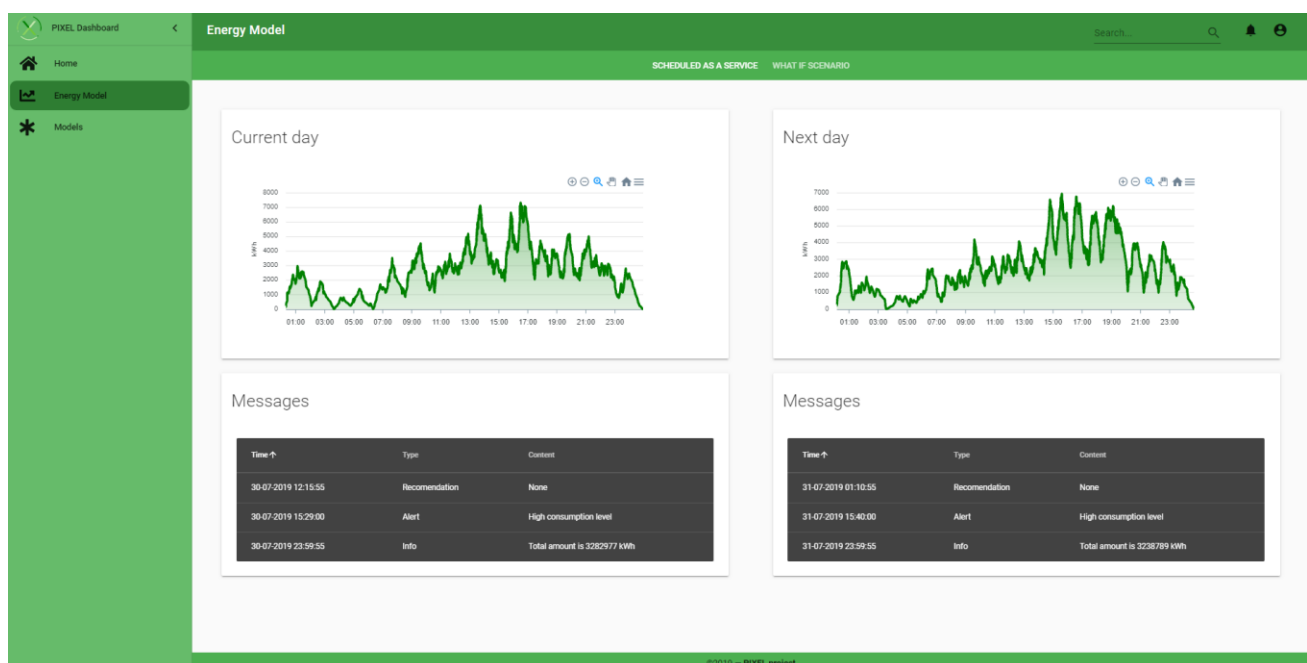 PIXEL Dashboard
Energy Model
Search...
Home
SCHEDULED AS A SERVICE WHAT IF SCENARIO
Energy Model
Models
Current day
8000
7000
6000
5000
4000
3000
2000
1000
0
kWh
01:00 03:00 05:00 07:00 09:00 11:00 13:00 15:00 17:00 19:00 21:00 23:00
Next day
7000
6000
5000
4000
3000
2000
1000
0
kWh
01:00 03:00 05:00 07:00 09:00 11:00 13:00 15:00 17:00 19:00 21:00 23:00
Messages
Time Type Content
30-07-2019 12:15:55 Recomendation None
30-07-2019 15:29:00 Alert High consumption level
30-07-2019 23:59:55 Info Total amount is 3282977 kWh
Messages
Time Type Content
31-07-2019 01:10:55 Recomendation None
31-07-2019 15:40:00 Alert High consumption level
31-07-2019 23:59:55 Info Total amount is 3238789 kWh
©2019 — PIXEL project